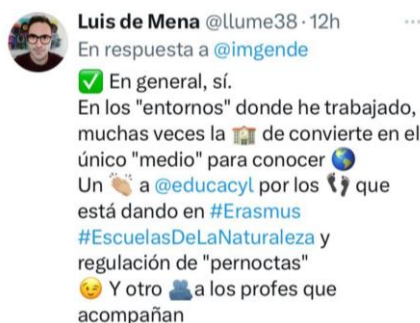 Luis de Mena @llume38 · 12h ...
En respuesta a @imgende
✅ En general, sí.
En los "entornos" donde he trabajado,
muchas veces la 🏫 de convierte en el
único "medio" para conocer 🌎
Un 👏🏼 a @educacyl por los 👣 que
está dando en #Erasmus
#EscuelasDeLaNaturaleza y
regulación de "pernoctas"
😉 Y otro 🫂 a los profes que
acompañan